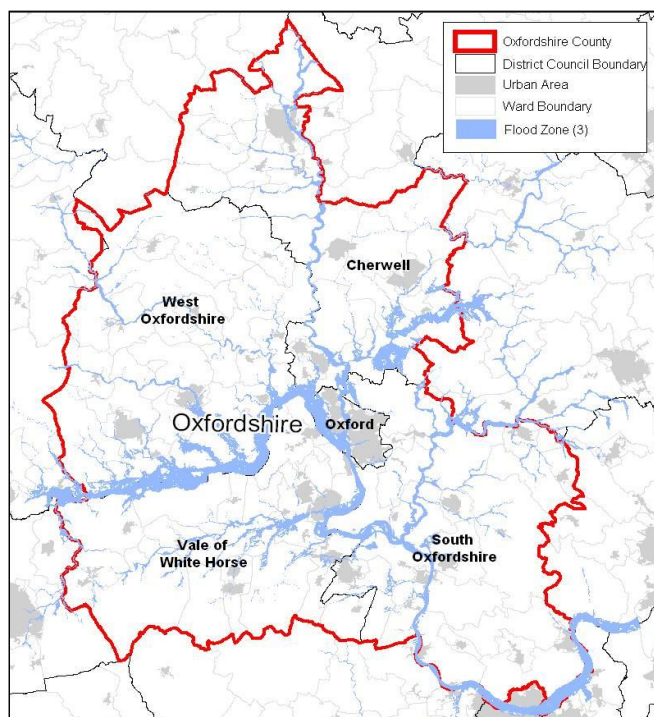 Oxfordshire County
District Council Boundary
Urban Area
Ward Boundary
Flood Zone (3)
Cherwell
West
Oxfordshire
Oxfordshire
Oxford
Vale of
White Horse
South
Oxfordshire